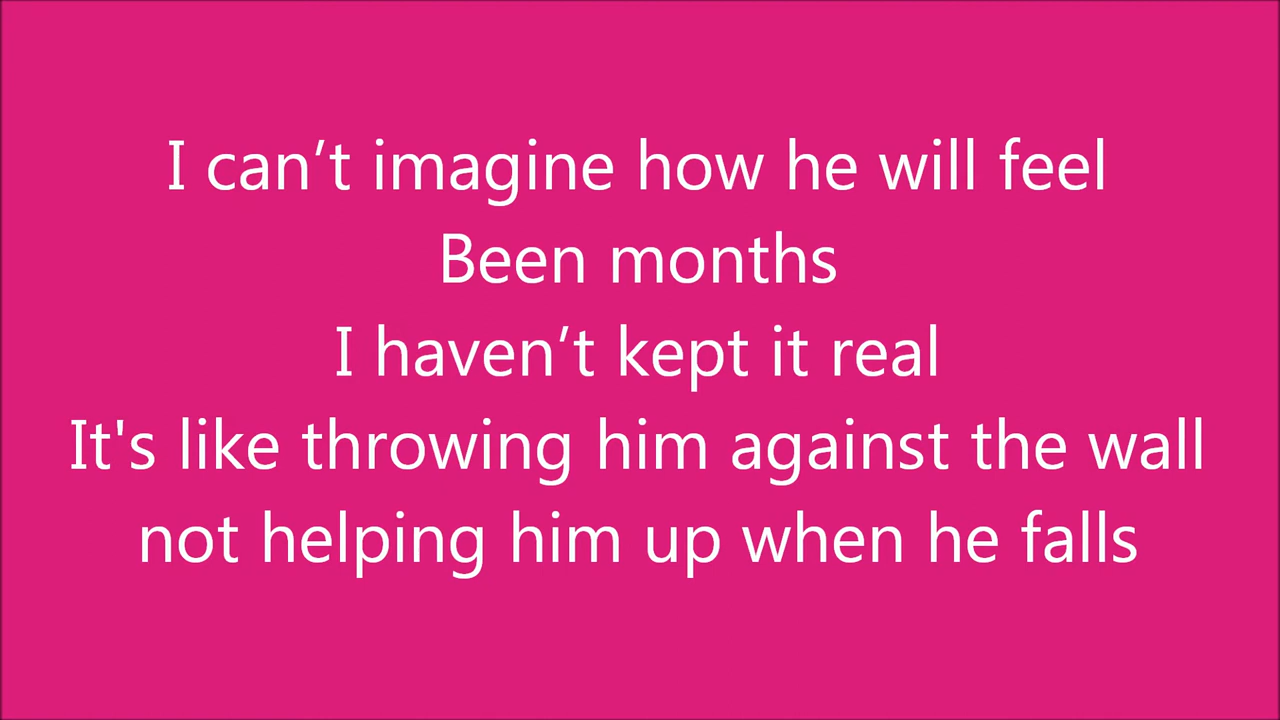 I can’t imagine how he will feel
Been months
I haven’t kept it real
It's like throwing him against the wall
not helping him up when he falls